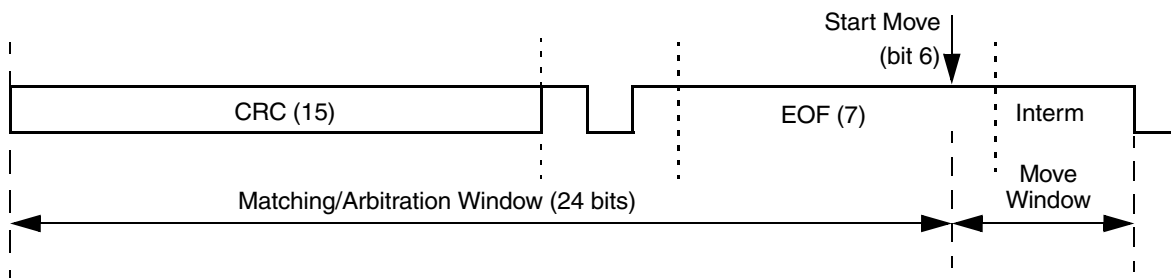 Start Move
(bit 6)
CRC (15)
EOF (7)
Interm
Matching/Arbitration Window (24 bits)
Move
Window